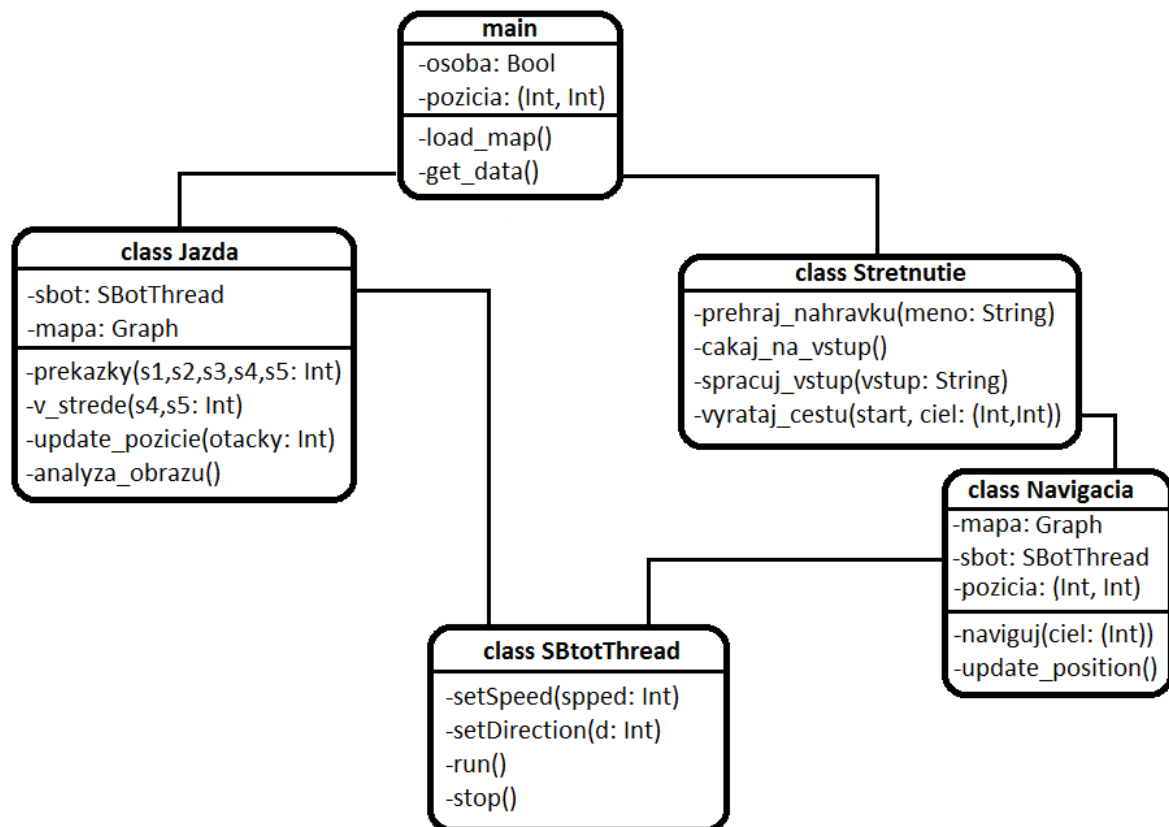 main
-osoba: Bool
-pozicia: (Int, Int)
-load_map()
-get_data()
class Jazda
-sbot: SBotThread
-mapa: Graph
-prekazky(s1,s2,s3,s4,s5: Int)
-v_strede(s4,s5: Int)
-update_pozicie(otacky: Int)
-analyza_obrazu()
class Stretnutie
-prehraj_nahravku(meno: String)
-cakaj_na_vstup()
-spracuj_vstup(vstup: String)
-vyrataj_cestu(start, ciel: (Int,Int))
class Navigacia
-mapa: Graph
-sbot: SBotThread
-pozicia: (Int, Int)
-naviguj(ciel: (Int))
-update_position()
class SBtotThread
-setSpeed(spped: Int)
-setDirection(d: Int)
-run()
-stop()